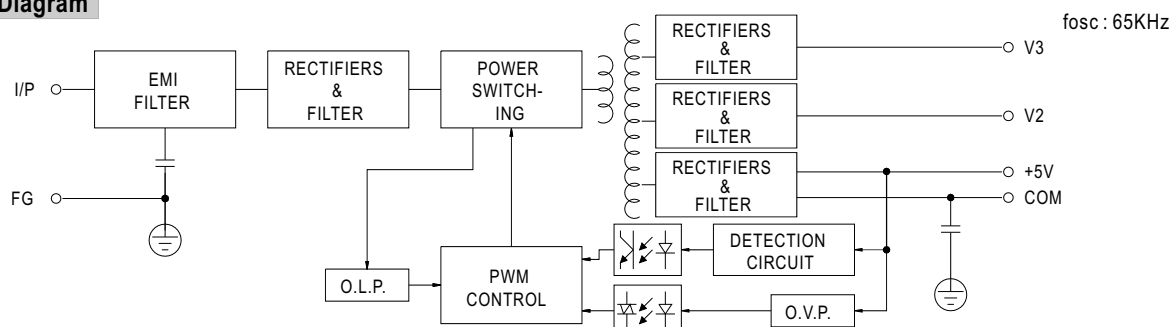 Diagram
fosc : 65KHz
I/P
EMI
FILTER
RECTIFIERS
&
FILTER
POWER
SWITCH-
ING
RECTIFIERS
&
FILTER
V3
RECTIFIERS
&
FILTER
V2
RECTIFIERS
&
FILTER
+5V
COM
FG
DETECTION
CIRCUIT
O.L.P.
PWM
CONTROL
O.V.P.